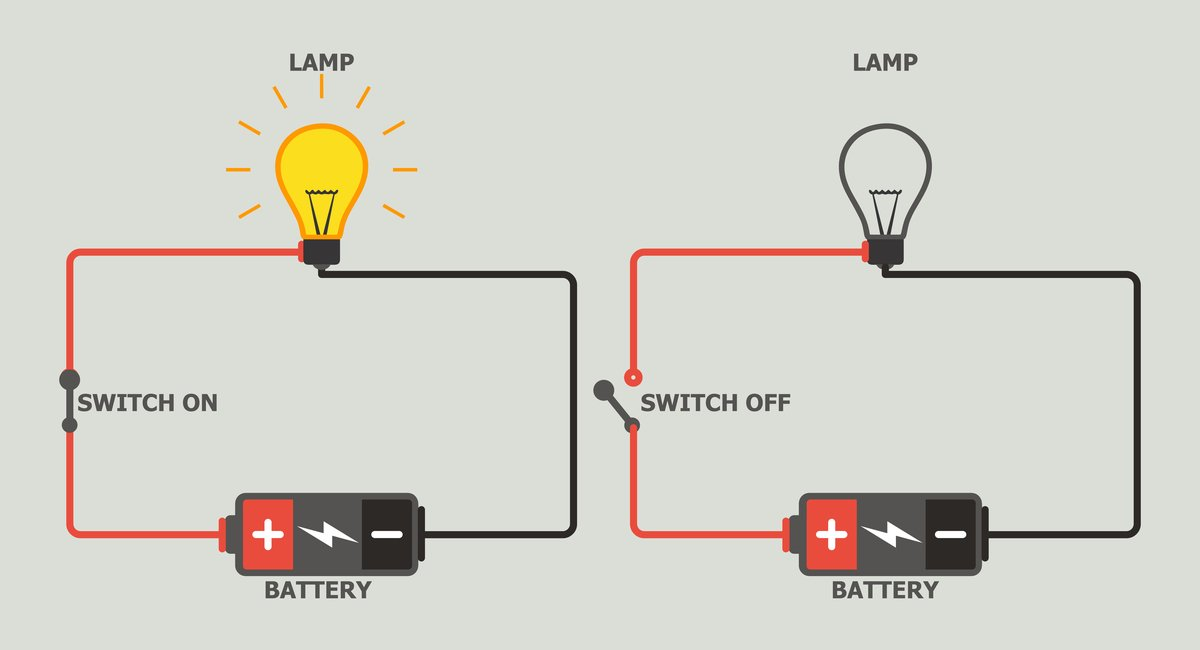 LAMP
LAMP
SWITCH ON
SWITCH OFF
+
−
+
−
BATTERY
BATTERY